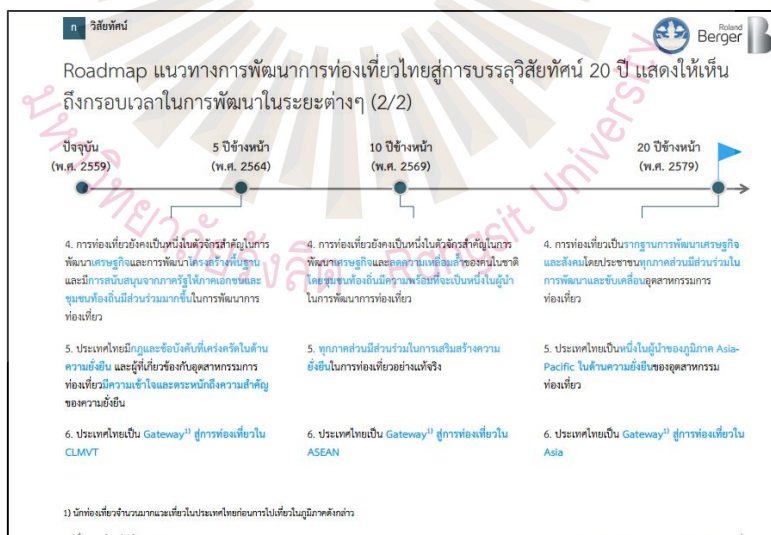 ก วิสัยทัศน์
Roland
Berger
Roadmap แนวทางการพัฒนาการท่องเที่ยวไทยสู่การบรรลุวิสัยทัศน์ 20 ปี แสดงให้เห็น
ถึงกรอบเวลาในการพัฒนาในระยะต่างๆ (2/2)
ปัจจุบัน
(พ.ศ. 2559)
5 ปีข้างหน้า
(พ.ศ. 2564)
10 ปีข้างหน้า
(พ.ศ. 2569)
20 ปีข้างหน้า
(พ.ศ. 2579)
4. การท่องเที่ยวยังคงเป็นหนึ่งในตัวจักรสำคัญในการ
พัฒนาเศรษฐกิจและการพัฒนาโครงสร้างพื้นฐาน
และมีการสนับสนุนจากภาครัฐให้ภาคเอกชนและ
ชุมชนท้องถิ่นมีส่วนร่วมมากขึ้นในการพัฒนาการ
ท่องเที่ยว
5. ประเทศไทยมีกฎและข้อบังคับที่เคร่งครัดในด้าน
ความยั่งยืน และผู้ที่เกี่ยวข้องกับอุตสาหกรรมการ
ท่องเที่ยวมีความเข้าใจและตระหนักถึงความสำคัญ
ของความยั่งยืน
6. ประเทศไทยเป็น Gateway¹⁾ สู่การท่องเที่ยวใน
CLMVT
4. การท่องเที่ยวยังคงเป็นหนึ่งในตัวจักรสำคัญในการ
พัฒนาเศรษฐกิจและลดความเหลื่อมล้ำของคนในชาติ
โดยชุมชนท้องถิ่นมีความพร้อมที่จะเป็นหนึ่งในผู้นำ
ในการพัฒนาการท่องเที่ยว
5. ทุกภาคส่วนมีส่วนร่วมในการเสริมสร้างความ
ยั่งยืนในการท่องเที่ยวอย่างแท้จริง
6. ประเทศไทยเป็น Gateway¹⁾ สู่การท่องเที่ยวใน
ASEAN
4. การท่องเที่ยวเป็นรากฐานการพัฒนาเศรษฐกิจ
และสังคมโดยประชาชนทุกภาคส่วนมีส่วนร่วมใน
การพัฒนาและขับเคลื่อนอุตสาหกรรมการ
ท่องเที่ยว
5. ประเทศไทยเป็นหนึ่งในผู้นำของภูมิภาค Asia-
Pacific ในด้านความยั่งยืนของอุตสาหกรรม
ท่องเที่ยว
6. ประเทศไทยเป็น Gateway¹⁾ สู่การท่องเที่ยวใน
Asia
1) นักท่องเที่ยวจำนวนมากแวะเที่ยวในประเทศไทยก่อนการไปเที่ยวในภูมิภาคดังกล่าว
มหาวิทยาลัยรังสิต Rangsit University